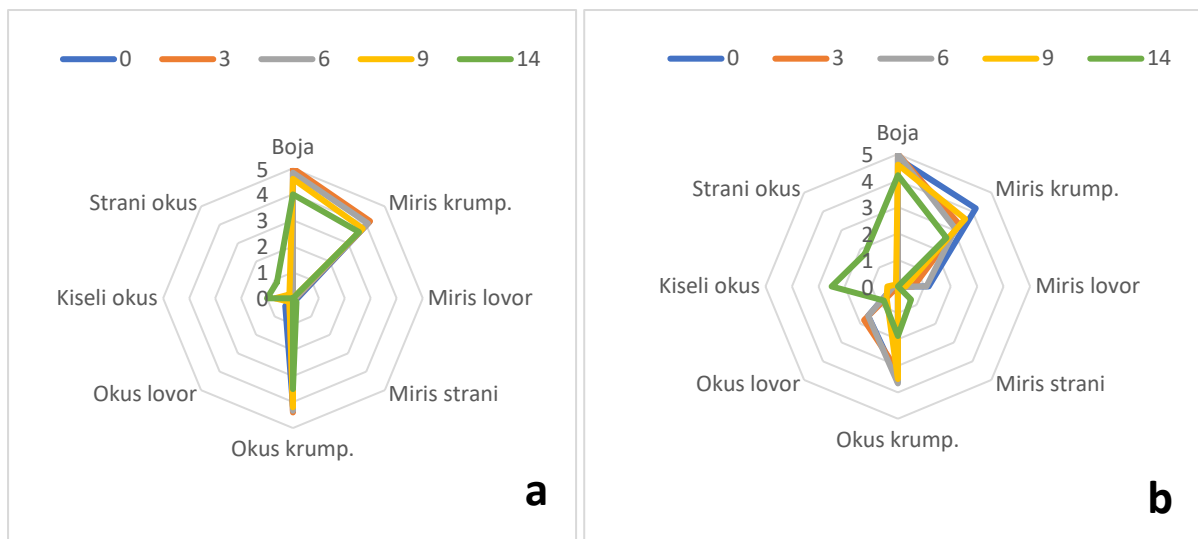 0 3 6 9 14
Boja
5
4
3
2
1
0
Miris krump.
Miris lovor
Miris strani
Okus krump.
Okus lovor
Kiseli okus
Strani okus
a
0 3 6 9 14
Boja
5
4
3
2
1
0
Miris krump.
Miris lovor
Miris strani
Okus krump.
Okus lovor
Kiseli okus
Strani okus
b